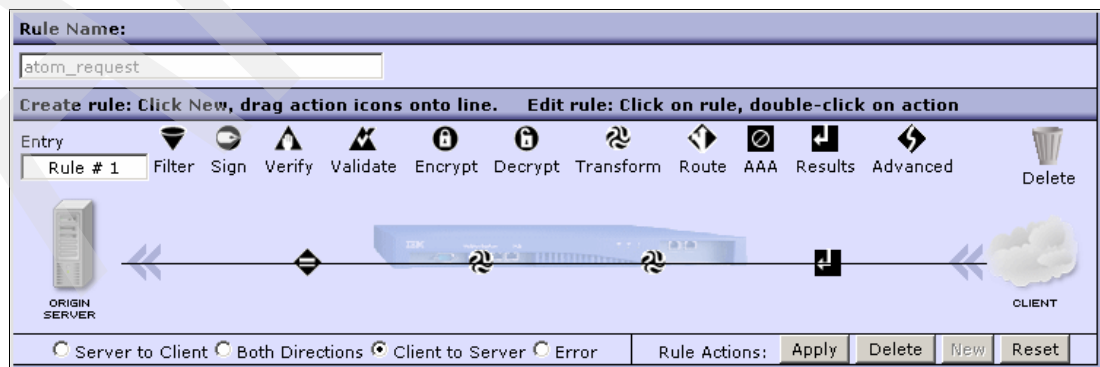 Rule Name:
atom_request
Create rule: Click New, drag action icons onto line. Edit rule: Click on rule, double-click on action
Entry
Rule # 1
Filter Sign Verify Validate Encrypt Decrypt Transform Route AAA Results Advanced
Delete
IBM
ORIGIN
SERVER
CLIENT
Server to Client Both Directions Client to Server Error
Rule Actions: Apply Delete New Reset